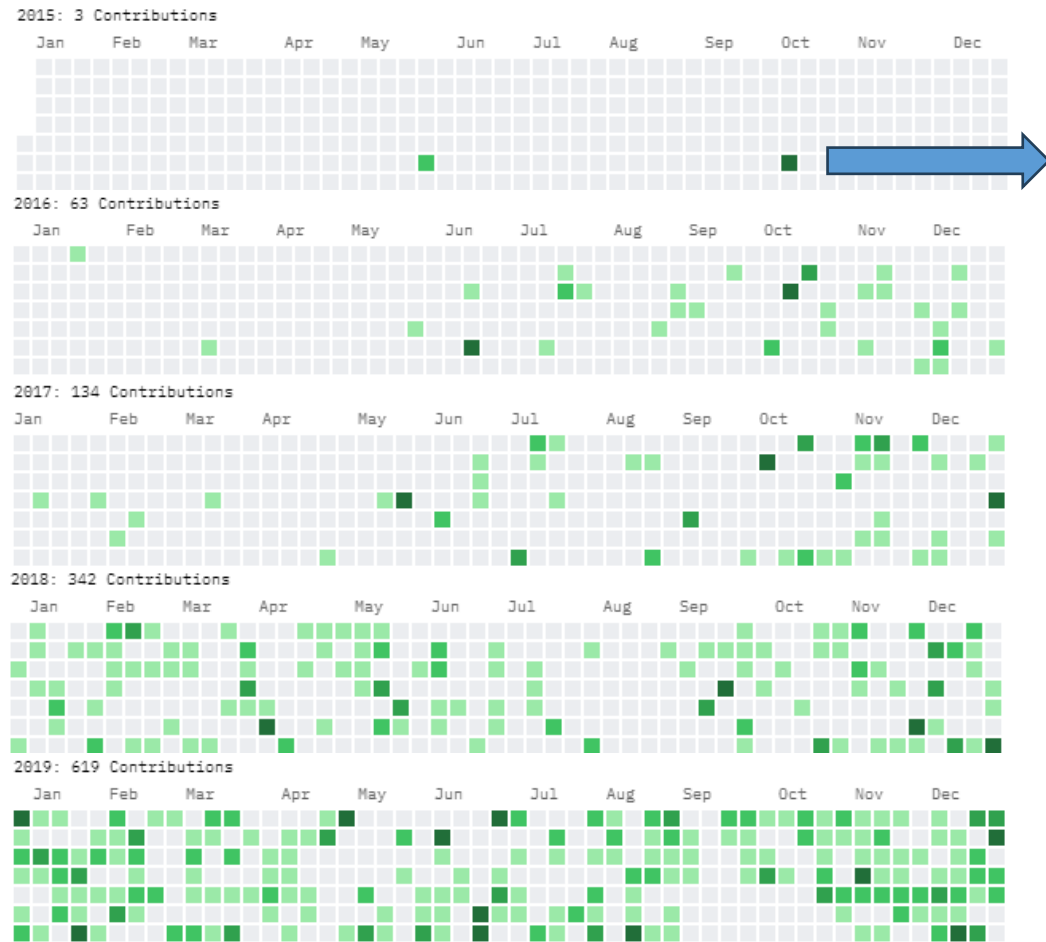 2015: 3 Contributions
Jan Feb Mar Apr May Jun Jul Aug Sep Oct Nov Dec
2016: 63 Contributions
Jan Feb Mar Apr May Jun Jul Aug Sep Oct Nov Dec
2017: 134 Contributions
Jan Feb Mar Apr May Jun Jul Aug Sep Oct Nov Dec
2018: 342 Contributions
Jan Feb Mar Apr May Jun Jul Aug Sep Oct Nov Dec
2019: 619 Contributions
Jan Feb Mar Apr May Jun Jul Aug Sep Oct Nov Dec